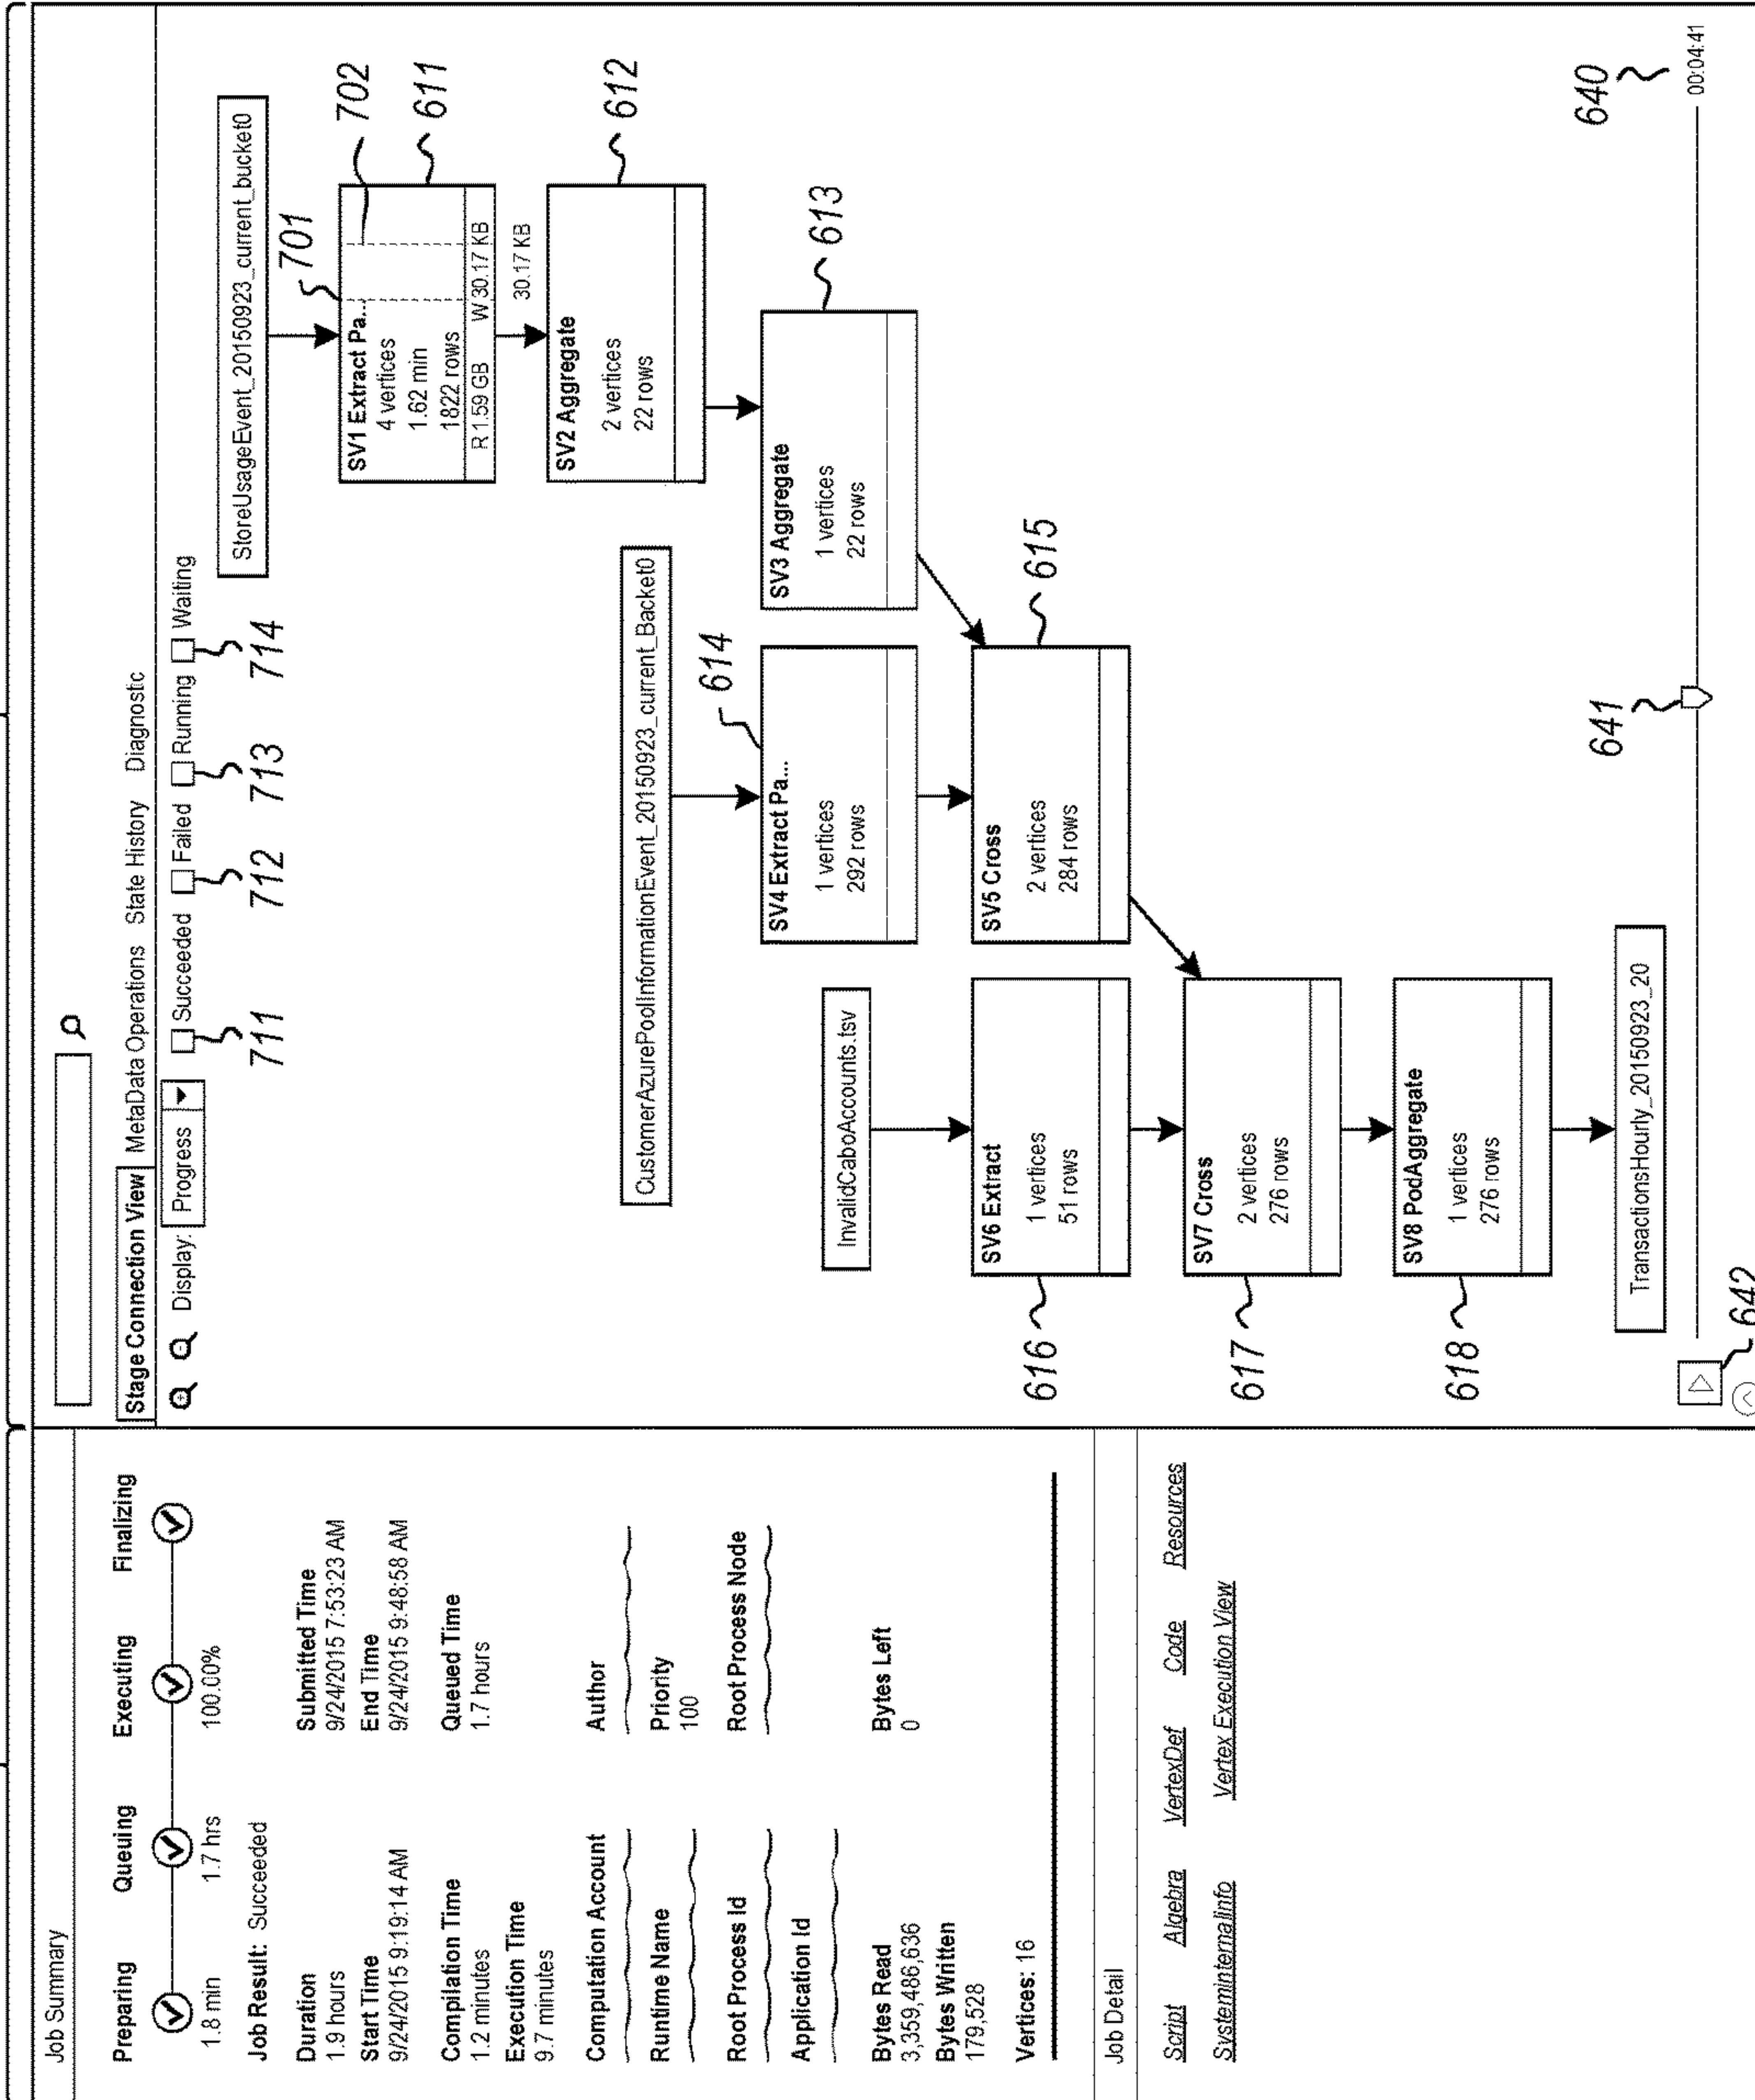 Job Summary
Preparing Queuing Executing Finalizing
1.8 min 1.7 hrs 100.00%
Job Result: Succeeded
Duration
1.9 hours
Submitted Time
9/24/2015 7:53:23 AM
Start Time
9/24/2015 9:19:14 AM
End Time
9/24/2015 9:48:58 AM
Compilation Time
1.2 minutes
Queued Time
1.7 hours
Execution Time
9.7 minutes
Computation Account
Author
Runtime Name
Priority
100
Root Process Id
Root Process Node
Application Id
Bytes Read
3,359,486,636
Bytes Left
0
Bytes Written
179,528
Vertices: 16
Job Detail
Script Algebra VertexDef Code Resources
SystemInternalInfo Vertex Execution View
Stage Connection View MetaData Operations State History Diagnostic
Display: Progress Succeeded Failed Running Waiting
711 712 713 714
StoreUsageEvent_20150923_current_bucket0
701
702
SV1 Extract Pa...
4 vertices
1.62 min
1822 rows
R 1.59 GB W 30.17 KB
611
30.17 KB
SV2 Aggregate
2 vertices
22 rows
612
CustomerAzurePoolInformationEvent_20150923_current_Backet0
614
SV4 Extract Pa...
1 vertices
292 rows
SV3 Aggregate
1 vertices
22 rows
613
InvalidCaboAccounts.tsv
SV6 Extract
1 vertices
51 rows
616
SV5 Cross
2 vertices
284 rows
615
SV7 Cross
2 vertices
276 rows
617
SV8 PodAggregate
1 vertices
276 rows
618
TransactionsHourly_20150923_20
641
640
00:04:41
642